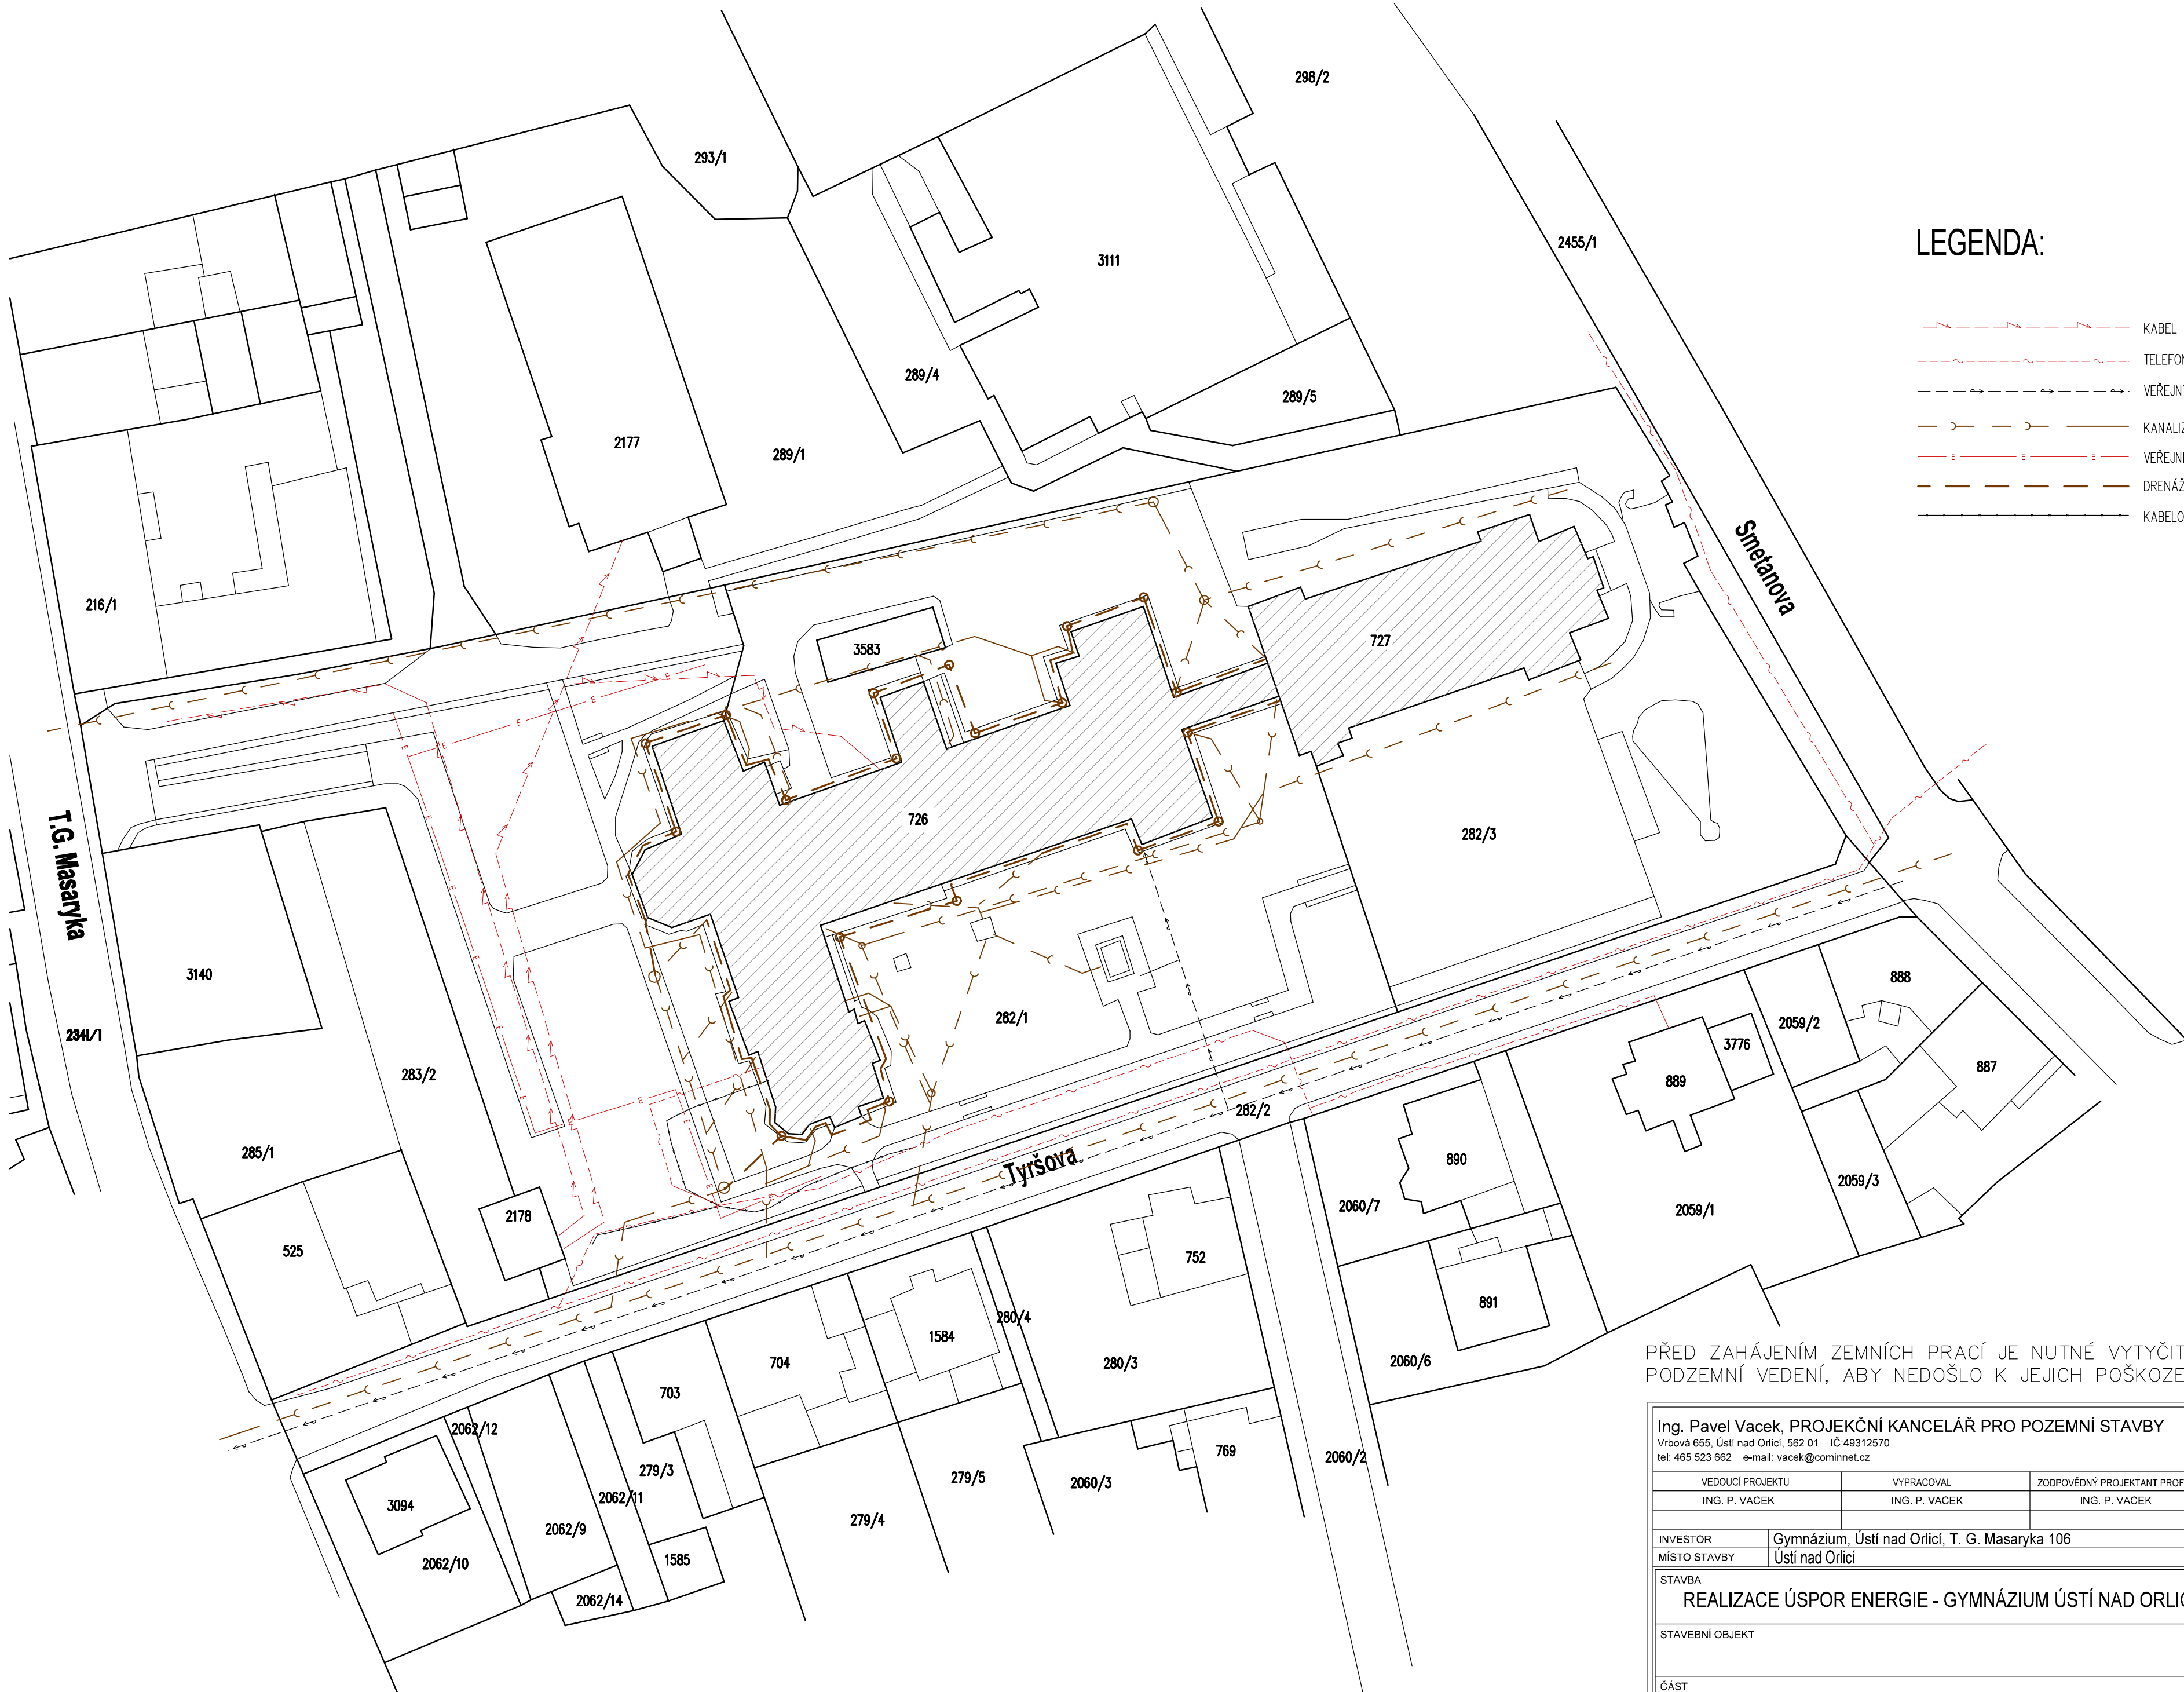 298/2
293/1
2455/1
LEGENDA:
3111
KABEL
TELEFON
VEŘEJN
KANALIZ
VEŘEJN
DRENÁŽ
KABELO
289/4
289/5
2177
289/1
Smetanova
216/1
3583
727
726
T.G. Masaryka
282/3
3140
2341/1
283/2
282/1
888
2059/2
3776
889
887
282/2
285/1
Tyršova
890
2178
2060/7
2059/3
2059/1
525
752
891
280/4
1584
280/3
704
2060/6
703
PŘED ZAHÁJENÍM ZEMNÍCH PRACÍ JE NUTNÉ VYTYČIT
PODZEMNÍ VEDENÍ, ABY NEDOŠLO K JEJICH POŠKOZE
2062/12
279/3
279/5
769
2060/2
2060/3
3094
2062/11
2062/9
279/4
2062/10
1585
2062/14
Ing. Pavel Vacek, PROJEKČNÍ KANCELÁŘ PRO POZEMNÍ STAVBY
Vrbová 655, Ústí nad Orlicí, 562 01 IČ:49312570
tel: 465 523 662 e-mail: vacek@cominnet.cz
VEDOUCÍ PROJEKTU VYPRACOVAL ZODPOVĚDNÝ PROJEKTANT PROF
ING. P. VACEK ING. P. VACEK ING. P. VACEK
INVESTOR Gymnázium, Ústí nad Orlicí, T. G. Masaryka 106
MÍSTO STAVBY Ústí nad Orlicí
STAVBA
REALIZACE ÚSPOR ENERGIE - GYMNÁZIUM ÚSTÍ NAD ORLIC
STAVEBNÍ OBJEKT
ČÁST